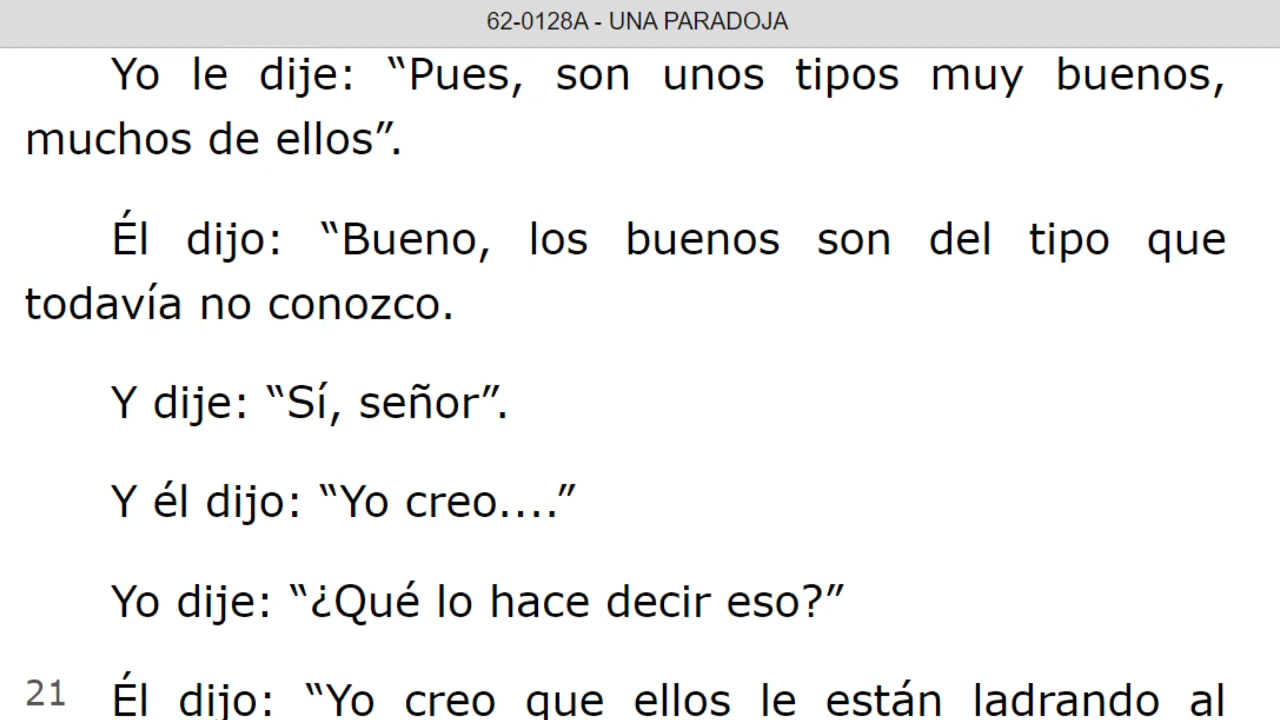 62-0128A - UNA PARADOJA
Yo le dije: “Pues, son unos tipos muy buenos,
muchos de ellos”.
Él dijo: “Bueno, los buenos son del tipo que
todavía no conozco.
Y dije: “Sí, señor”.
Y él dijo: “Yo creo....”
Yo dije: “¿Qué lo hace decir eso?”
21 Él dijo: “Yo creo que ellos le están ladrando al